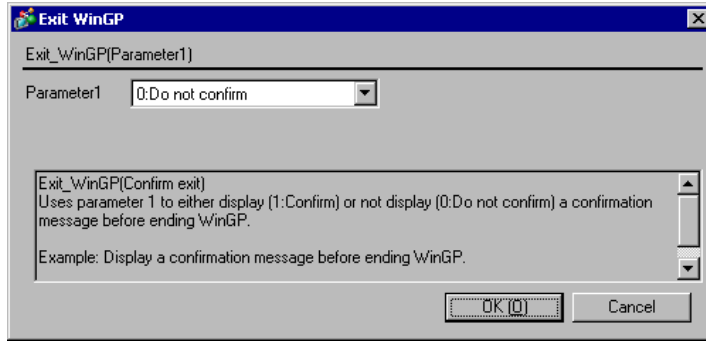 Exit WinGP
Exit_WinGP(Parameter1)
Parameter1 0:Do not confirm
Exit_WinGP(Confirm exit)
Uses parameter 1 to either display (1:Confirm) or not display (0:Do not confirm) a confirmation
message before ending WinGP.
Example: Display a confirmation message before ending WinGP.
OK (O) Cancel